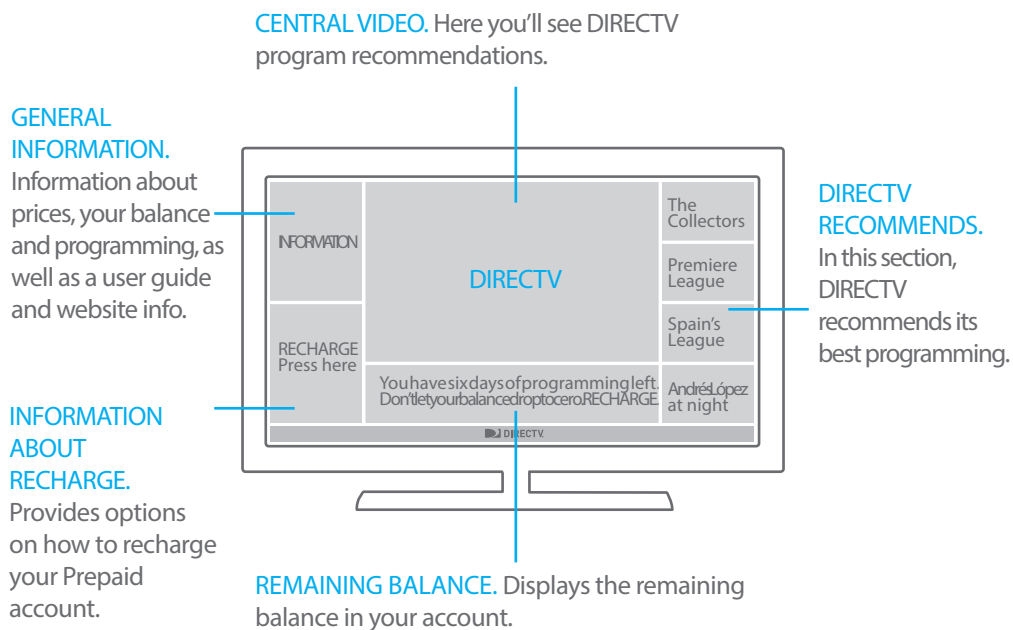 CENTRAL VIDEO. Here you'll see DIRECTV
program recommendations.
GENERAL
INFORMATION.
Information about
prices, your balance
and programming, as
well as a user guide
and website info.
INFORMATION
RECHARGE
Press here
DIRECTV
You have six days of programming left.
Don't let your balance drop to cero. RECHARGE.
The
Collectors
Premiere
League
Spain's
League
Andrés López
at night
DIRECTV
DIRECTV
RECOMMENDS.
In this section,
DIRECTV
recommends its
best programming.
INFORMATION
ABOUT
RECHARGE.
Provides options
on how to recharge
your Prepaid
account.
REMAINING BALANCE. Displays the remaining
balance in your account.